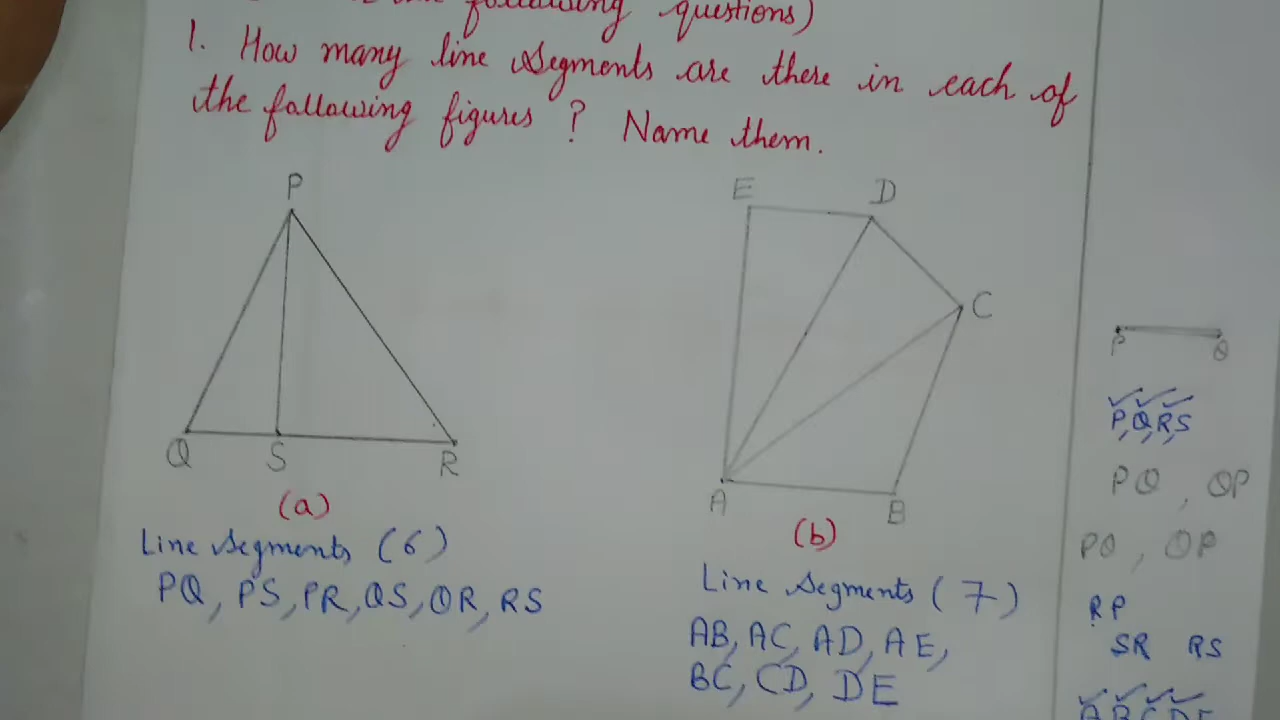 following questions)
1. How many line segments are there in each of
the following figures ? Name them.
P
Q S R
(a)
Line segments (6)
PQ, PS, PR, QS, QR, RS
E D
C
A B
(b)
Line segments (7)
AB, AC, AD, AE,
BC, CD, DE
P Q
P, Q, R, S
PQ, QP
PQ, QP
RP
SR RS
A B C D E